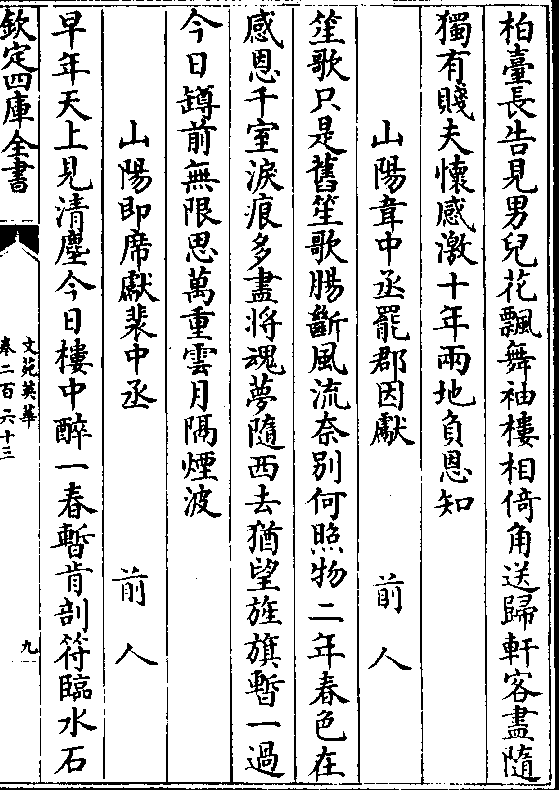 柏臺長告見男兒花飄舞袖樓相倚角送歸軒客盡隨
獨有賤夫懷感激十年兩地負恩知
山陽韋中丞罷郡因獻 前人
笙歌只是舊笙歌腸斷風流奈别何照物二年春色在
感恩千室淚痕多盡將魂夢隨西去猶望旌旗暫一過
今日罇前無限思萬重雲月隔煙波
山陽即席獻裴中丞 前人
早年天上見清塵今日樓中醉一春暫肯剖符臨水石
欽定四庫全書
文苑英華
卷二百六十三
九